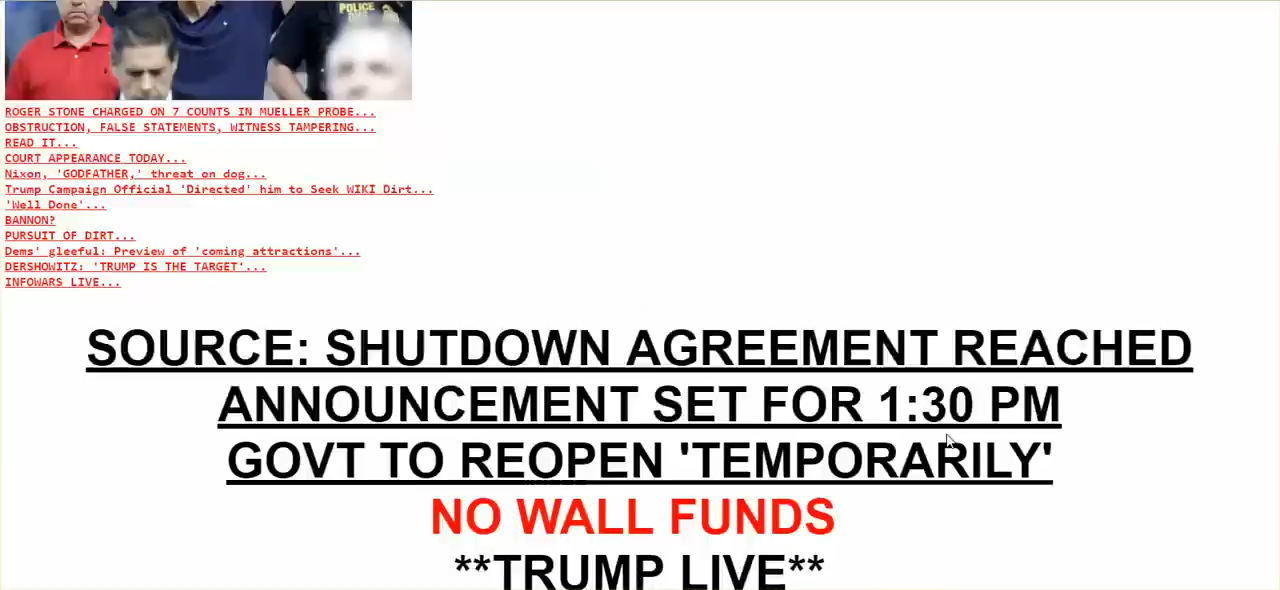 POLICE
ROGER STONE CHARGED ON 7 COUNTS IN MUELLER PROBE...
OBSTRUCTION, FALSE STATEMENTS, WITNESS TAMPERING...
READ IT...
COURT APPEARANCE TODAY...
Nixon, 'GODFATHER,' threat on dog...
Trump Campaign Official 'Directed' him to Seek WIKI Dirt...
'Well Done'...
BANNON?
PURSUIT OF DIRT...
Dems' gleeful: Preview of 'coming attractions'...
DERSHOWITZ: 'TRUMP IS THE TARGET'...
INFOWARS LIVE...
SOURCE: SHUTDOWN AGREEMENT REACHED
ANNOUNCEMENT SET FOR 1:30 PM
GOVT TO REOPEN 'TEMPORARILY'
NO WALL FUNDS
**TRUMP LIVE**